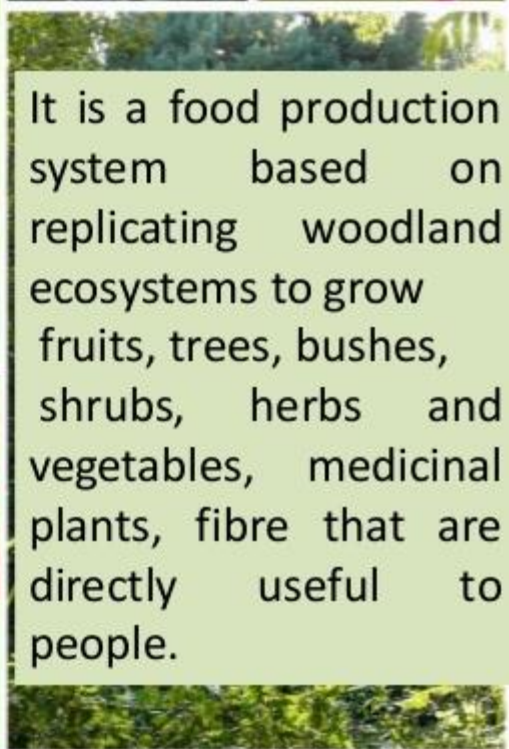 It is a food production
system based on
replicating woodland
ecosystems to grow
fruits, trees, bushes,
shrubs, herbs and
vegetables, medicinal
plants, fibre that are
directly useful to
people.